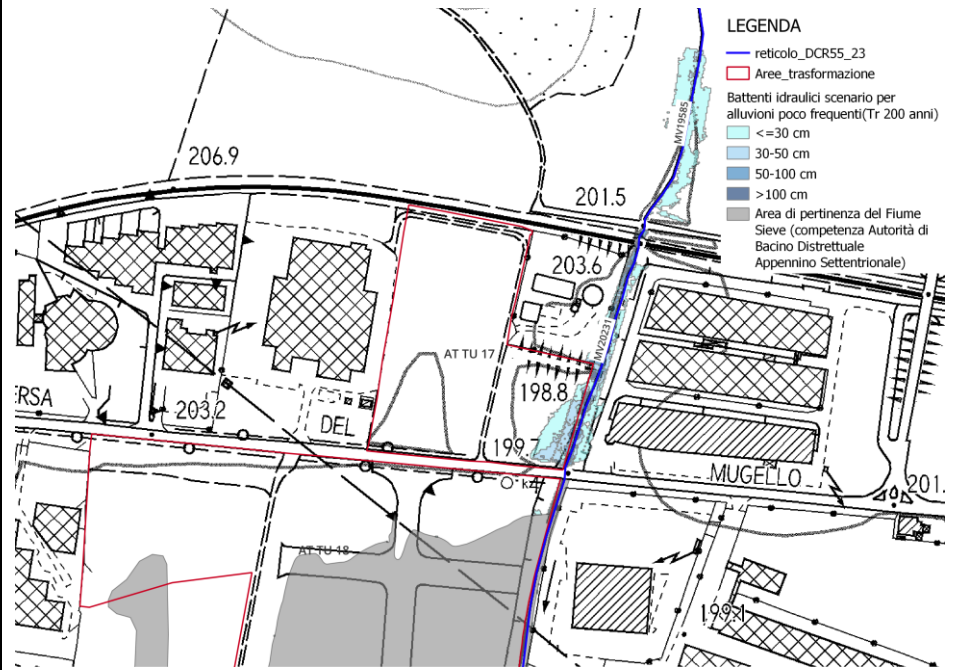 LEGENDA
reticolo_DCR55_23
Aree_trasformazione
Battenti idraulici scenario per
alluvioni poco frequenti(Tr 200 anni)
<=30 cm
30-50 cm
50-100 cm
>100 cm
Area di pertinenza del Fiume
Sieve (competenza Autorità di
Bacino Distrettuale
Appennino Settentrionale)
MV19585
206.9
201.5
203.6
MV20231
AT TU 17
198.8
ERSA
203.2
DEL
199.
MUGELLO
201.
k
AT TU 18
199.1